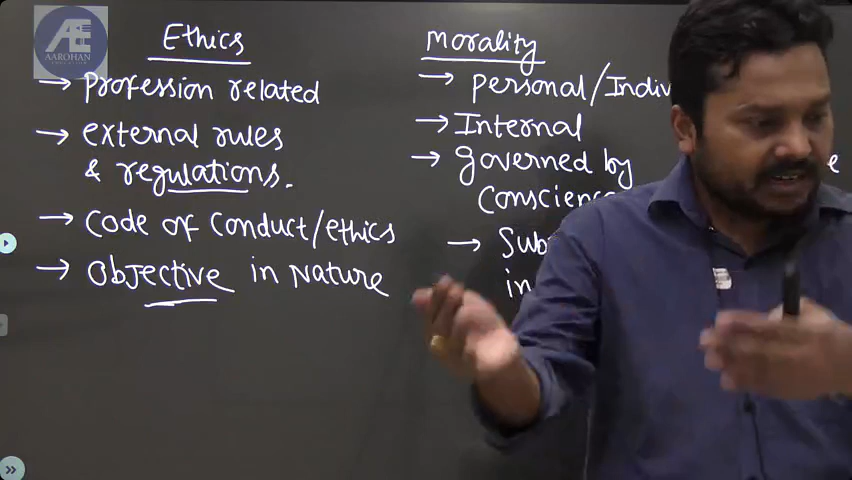 AAROHAN
Ethics
→ Profession related
→ external rules
& regulations.
→ Code of Conduct/ethics
→ Objective in Nature
Morality
→ Personal/Indiv
→ Internal
→ Governed by
Conscience
→ Sub
in